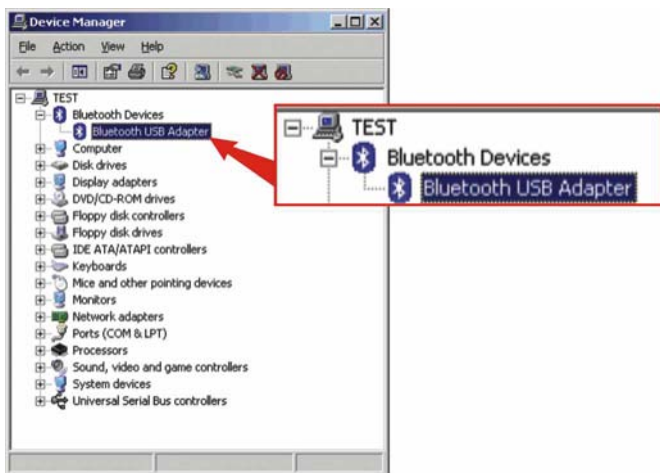 Device Manager
File Action View Help
TEST
Bluetooth Devices
Bluetooth USB Adapter
Computer
Disk drives
Display adapters
DVD/CD-ROM drives
Floppy disk controllers
Floppy disk drives
IDE ATA/ATAPI controllers
Keyboards
Mice and other pointing devices
Monitors
Network adapters
Ports (COM & LPT)
Processors
Sound, video and game controllers
System devices
Universal Serial Bus controllers
TEST
Bluetooth Devices
Bluetooth USB Adapter